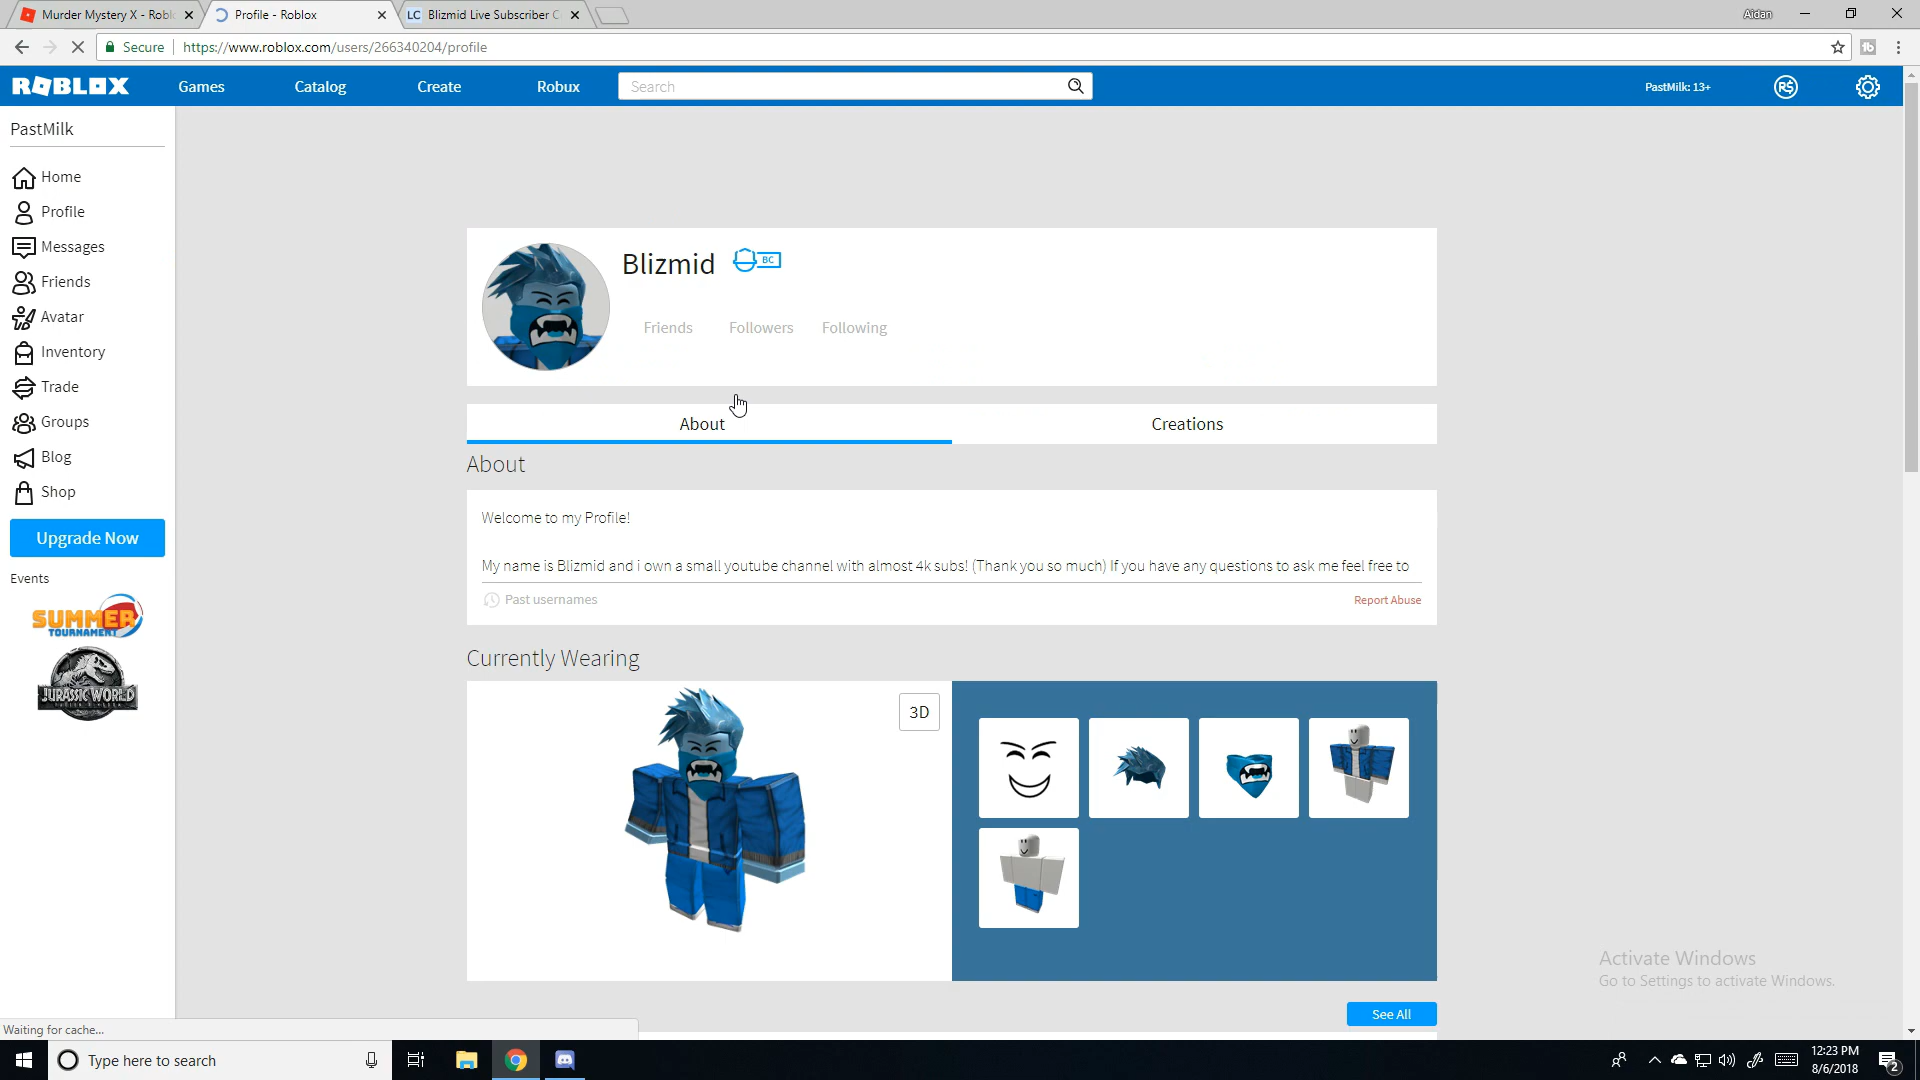 Murder Mystery X - Robl
Profile - Roblox
LC Blizmid Live Subscriber C
Aidan
Secure
https://www.roblox.com/users/266340204/profile
ROBLOX
Games
Catalog
Create
Robux
Search
PastMilk: 13+
R$
PastMilk
Home
Profile
Messages
Friends
Avatar
Inventory
Trade
Groups
Blog
Shop
Upgrade Now
Events
SUMMER
TOURNAMENT
JURASSIC WORLD
Blizmid
BC
Friends
Followers
Following
About
Creations
About
Welcome to my Profile!
My name is Blizmid and i own a small youtube channel with almost 4k subs! (Thank you so much) If you have any questions to ask me feel free to
Past usernames
Report Abuse
Currently Wearing
3D
See All
Activate Windows
Go to Settings to activate Windows.
Waiting for cache...
Type here to search
12:23 PM
8/6/2018
2